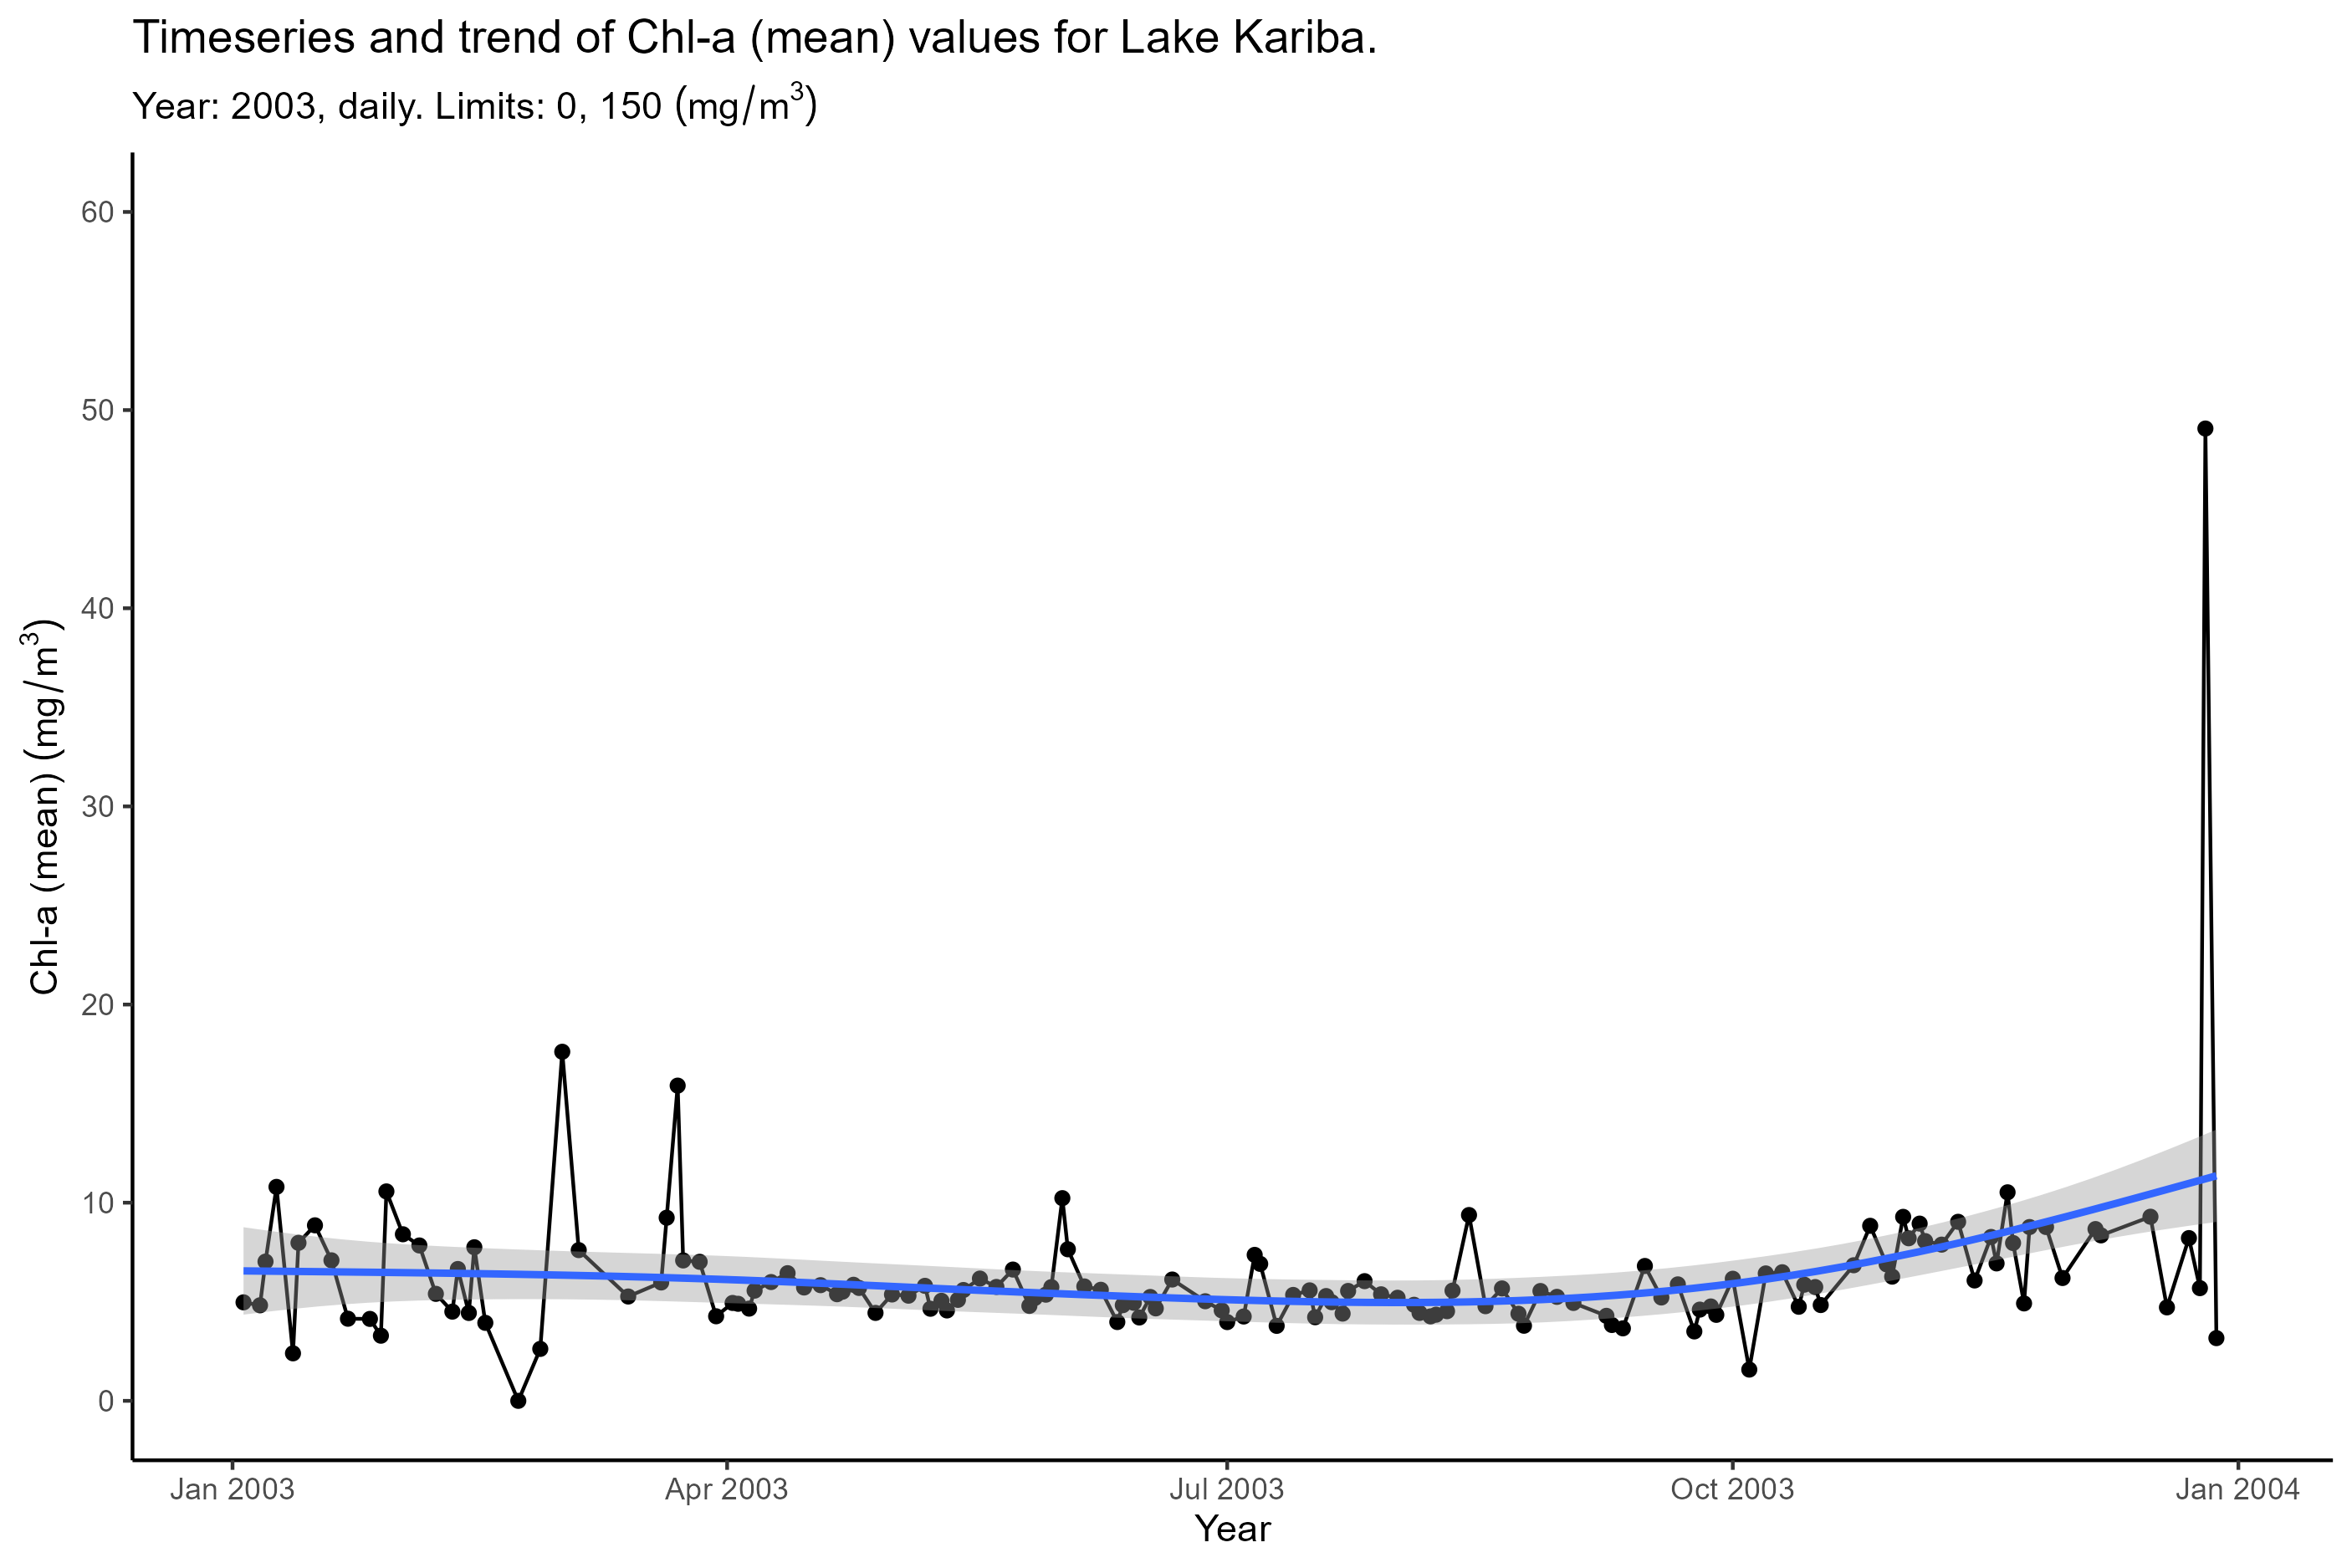 Timeseries and trend of Chl-a (mean) values for Lake Kariba.
Year: 2003, daily. Limits: 0, 150 (mg/m³)
60
50
40
30
20
10
0
Chl-a (mean) (mg/m³)
Jan 2003
Apr 2003
Jul 2003
Oct 2003
Jan 2004
Year